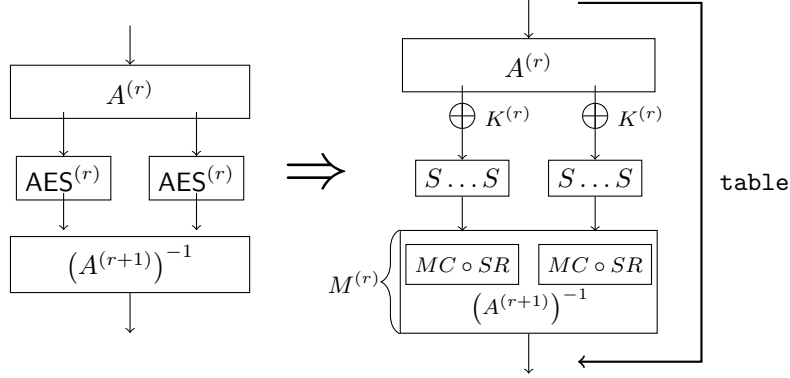 A^(r)
AES^(r) AES^(r)
(A^(r+1))^−1
⇒
A^(r)
⊕ K^(r) ⊕ K^(r)
S . . . S S . . . S
table
MC ∘ SR MC ∘ SR
M^(r)
(A^(r+1))^−1